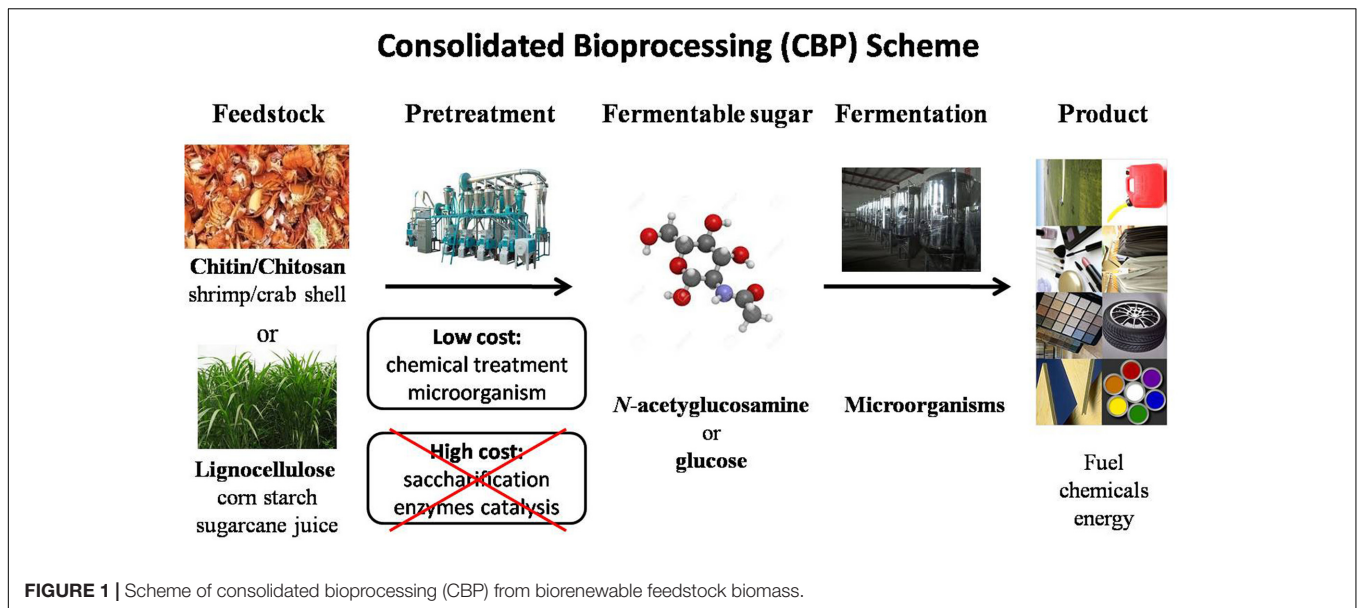 Consolidated Bioprocessing (CBP) Scheme
Feedstock
Pretreatment
Fermentable sugar
Fermentation
Product
Chitin/Chitosan
shrimp/crab shell
or
Lignocellulose
corn starch
sugarcane juice
Low cost:
chemical treatment
microorganism
High cost:
saccharification
enzymes catalysis
N-acetyglucosamine
or
glucose
Microorganisms
Fuel
chemicals
energy
FIGURE 1 | Scheme of consolidated bioprocessing (CBP) from biorenewable feedstock biomass.